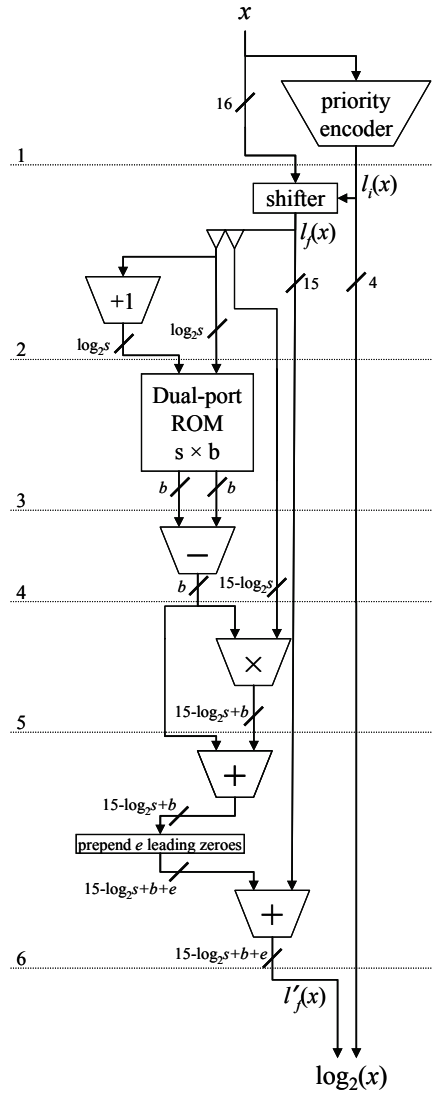 x
16
priority
encoder
1
l_i(x)
shifter
l_f(x)
15
4
+1
log₂s
log₂s
2
Dual-port
ROM
s × b
b
b
3
−
b
15-log₂s
4
×
15-log₂s+b
5
+
15-log₂s+b
prepend e leading zeroes
15-log₂s+b+e
+
15-log₂s+b+e
6
l′_f(x)
log₂(x)